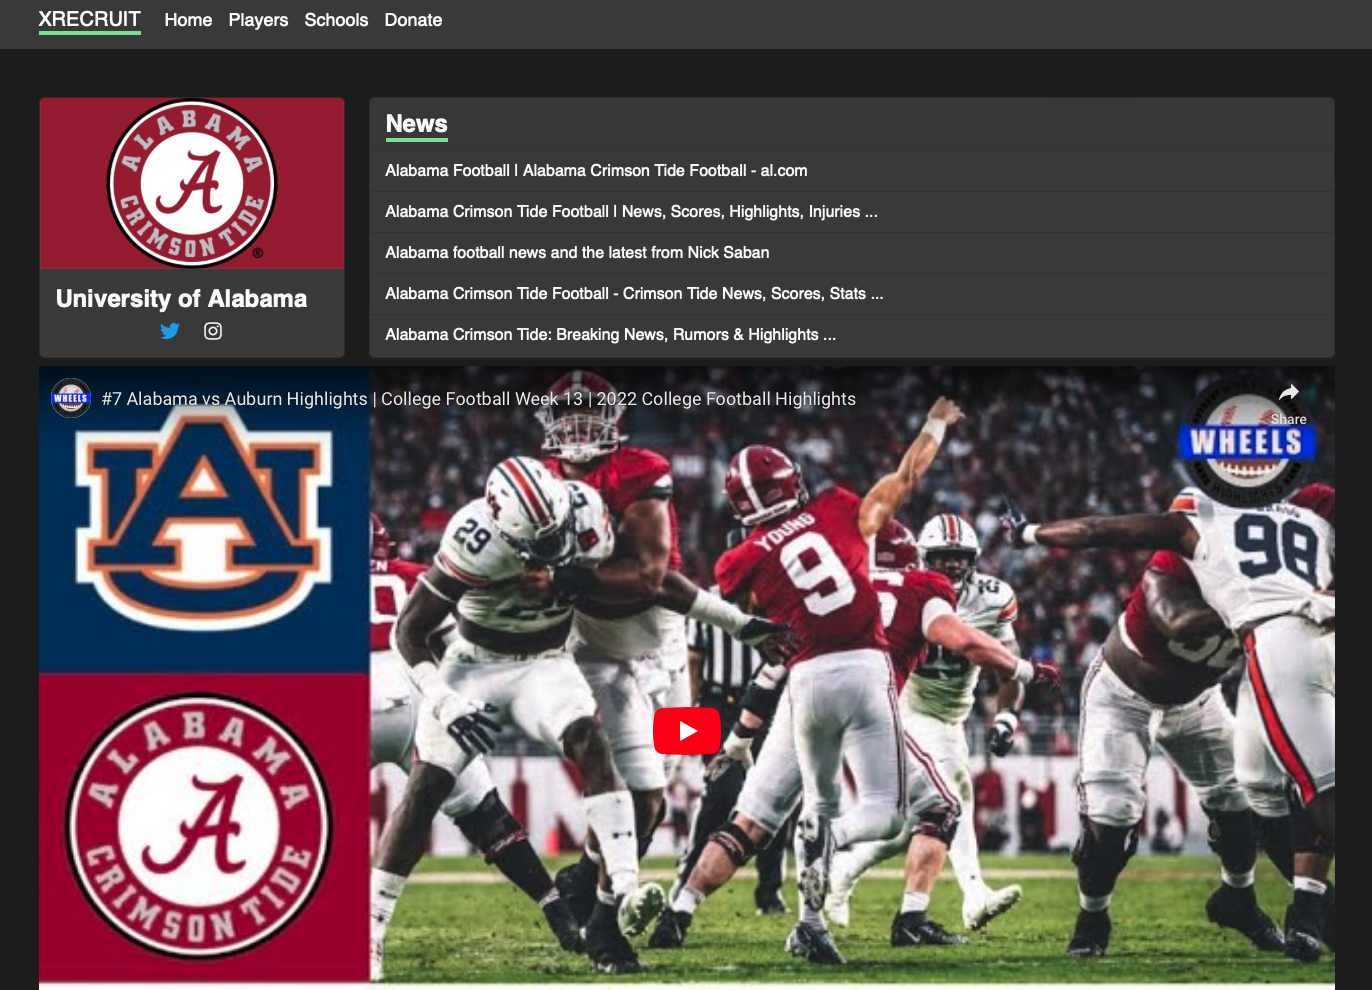 XRECRUIT Home Players Schools Donate
ALABAMA
A
CRIMSON TIDE
®
University of Alabama
News
Alabama Football | Alabama Crimson Tide Football - al.com
Alabama Crimson Tide Football | News, Scores, Highlights, Injuries ...
Alabama football news and the latest from Nick Saban
Alabama Crimson Tide Football - Crimson Tide News, Scores, Stats ...
Alabama Crimson Tide: Breaking News, Rumors & Highlights ...
WHEELS
#7 Alabama vs Auburn Highlights | College Football Week 13 | 2022 College Football Highlights
Share
WHEELS
HIGHLIGHTS
AU
29
YOUNG
9
98
ALABAMA
A
CRIMSON TIDE